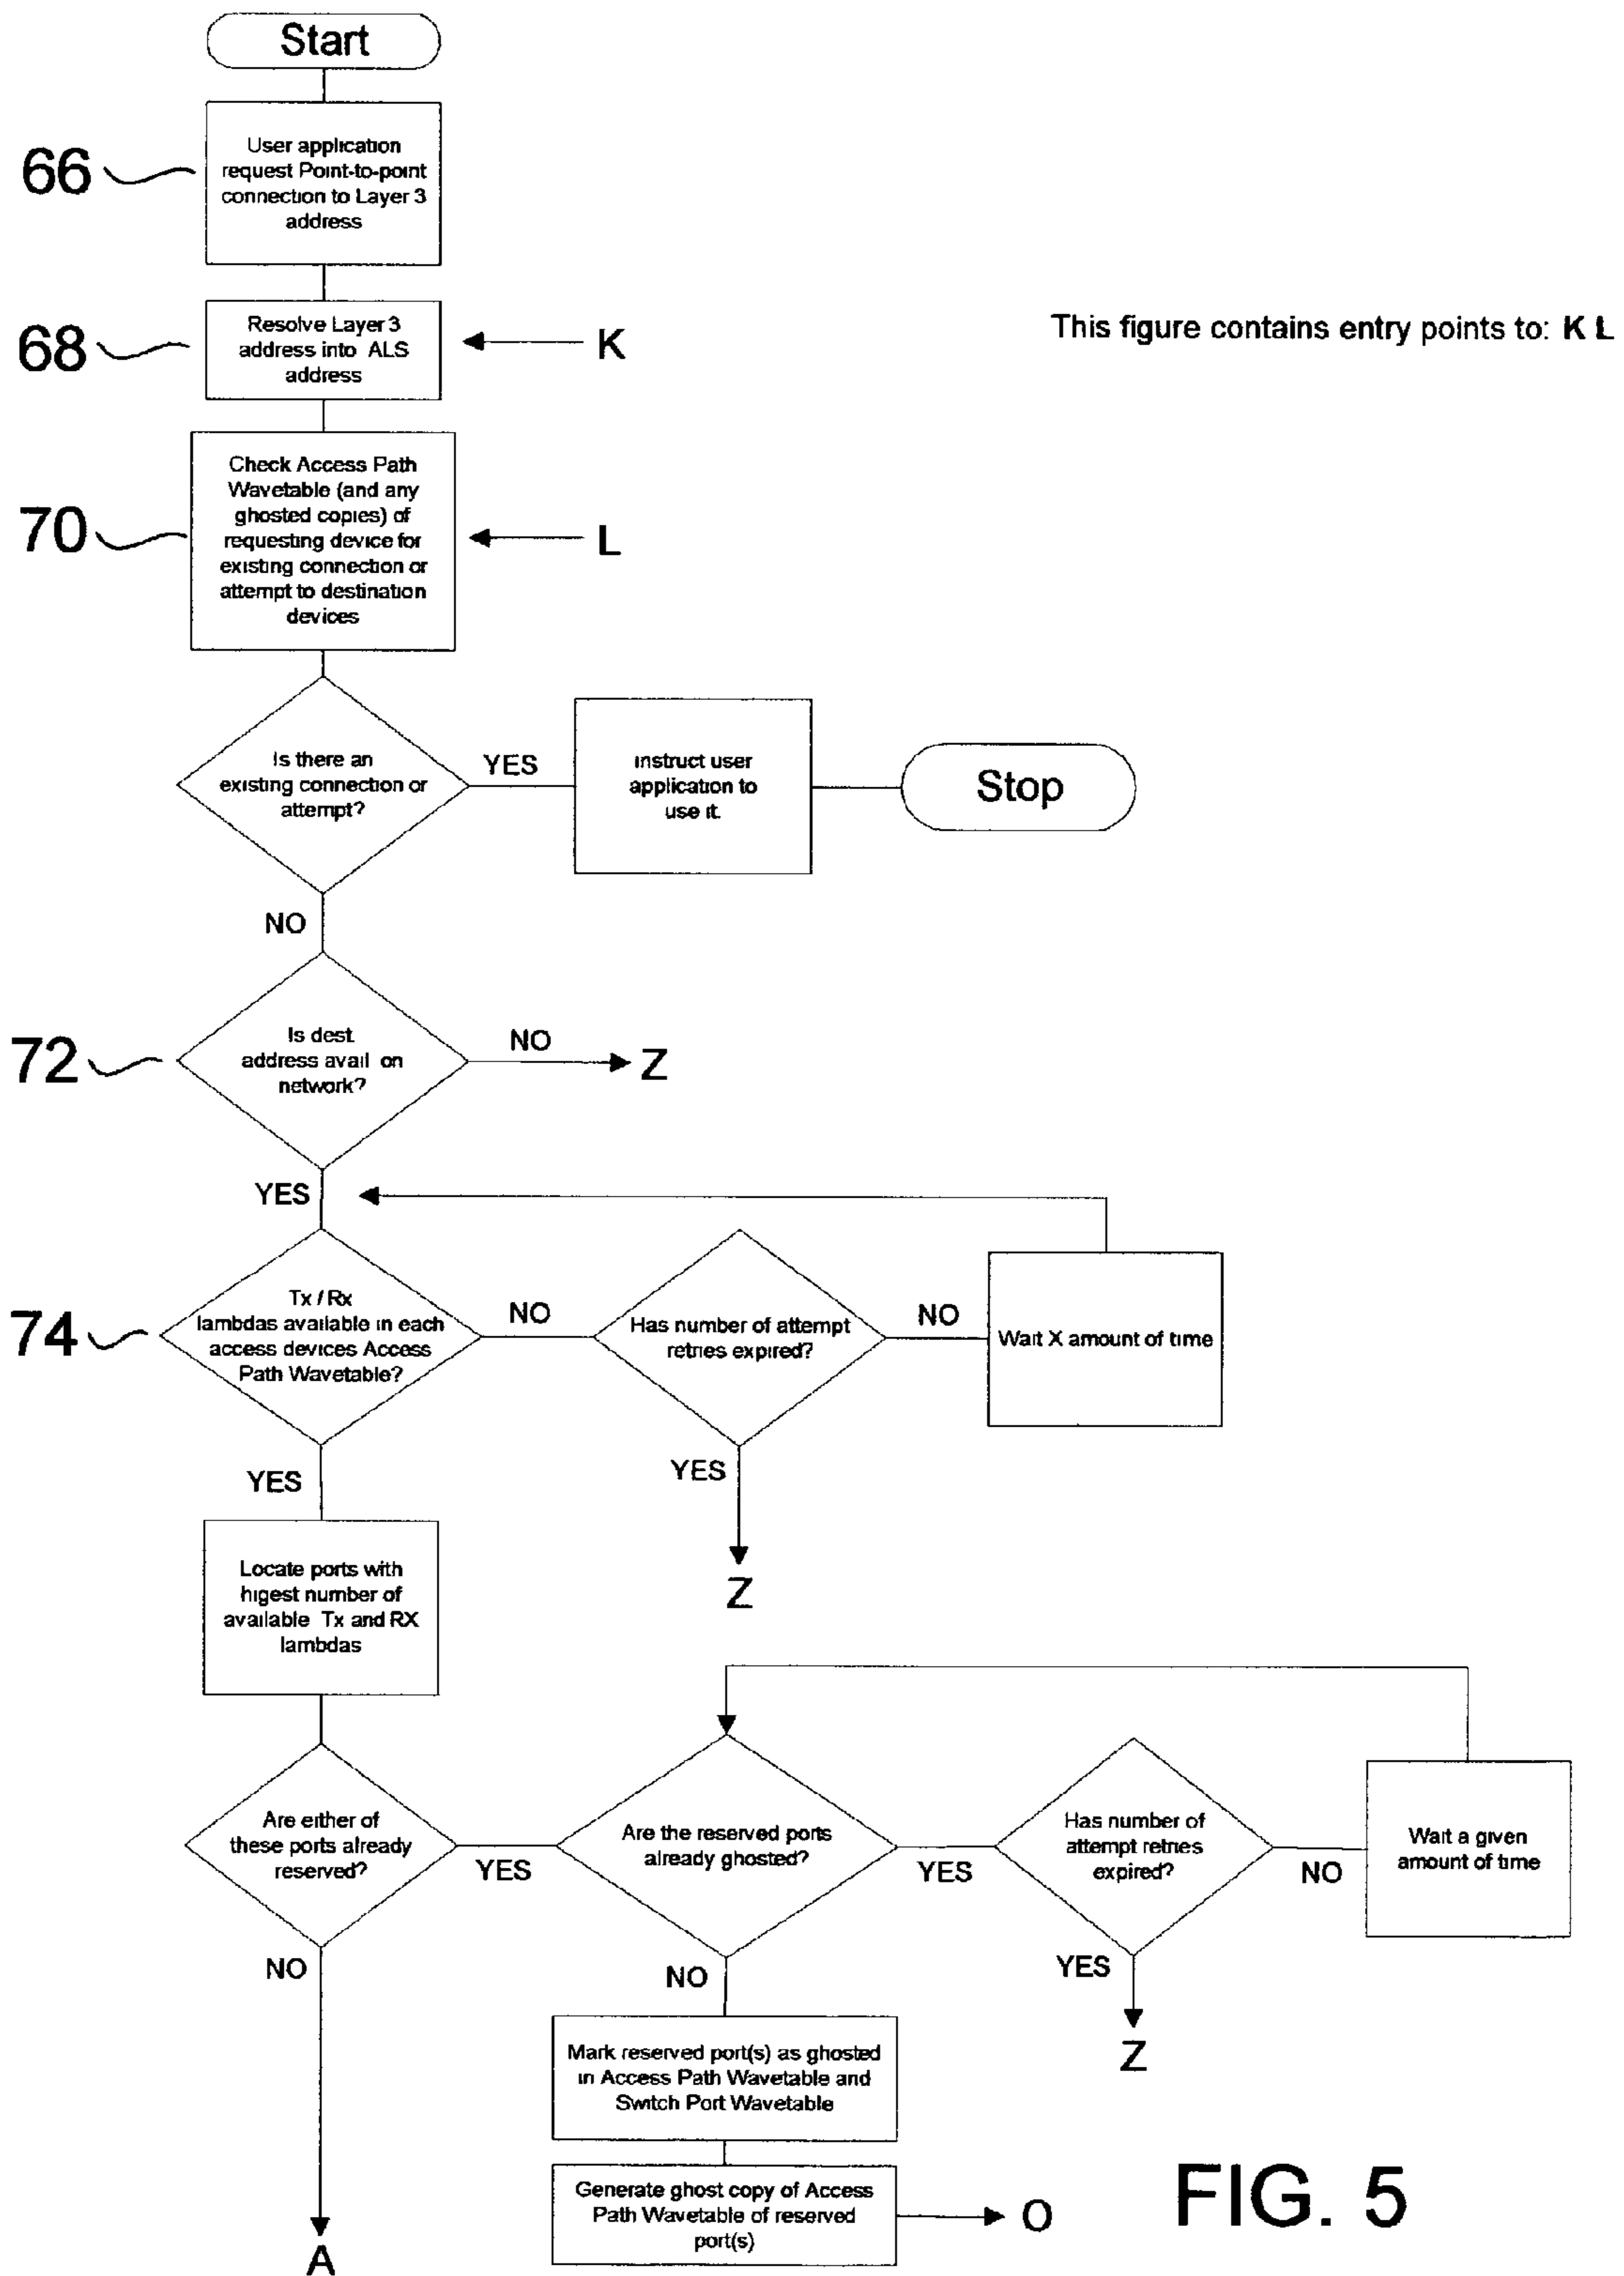 Start
66
User application
request Point-to-point
connection to Layer 3
address
68
Resolve Layer 3
address into ALS
address
K
This figure contains entry points to: K L
70
Check Access Path
Wavetable (and any
ghosted copies) of
requesting device for
existing connection or
attempt to destination
devices
L
Is there an
existing connection or
attempt?
YES
instruct user
application to
use it.
Stop
NO
72
Is dest.
address avail on
network?
NO
Z
YES
74
Tx / Rx
lambdas available in each
access devices Access
Path Wavetable?
NO
Has number of attempt
retries expired?
NO
Wait X amount of time
YES
Z
YES
Locate ports with
higest number of
available Tx and RX
lambdas
Are either of
these ports already
reserved?
YES
Are the reserved ports
already ghosted?
YES
Has number of
attempt retries
expired?
NO
Wait a given
amount of time
NO
NO
YES
Z
Mark reserved port(s) as ghosted
in Access Path Wavetable and
Switch Port Wavetable
Generate ghost copy of Access
Path Wavetable of reserved
port(s)
O
A
FIG. 5